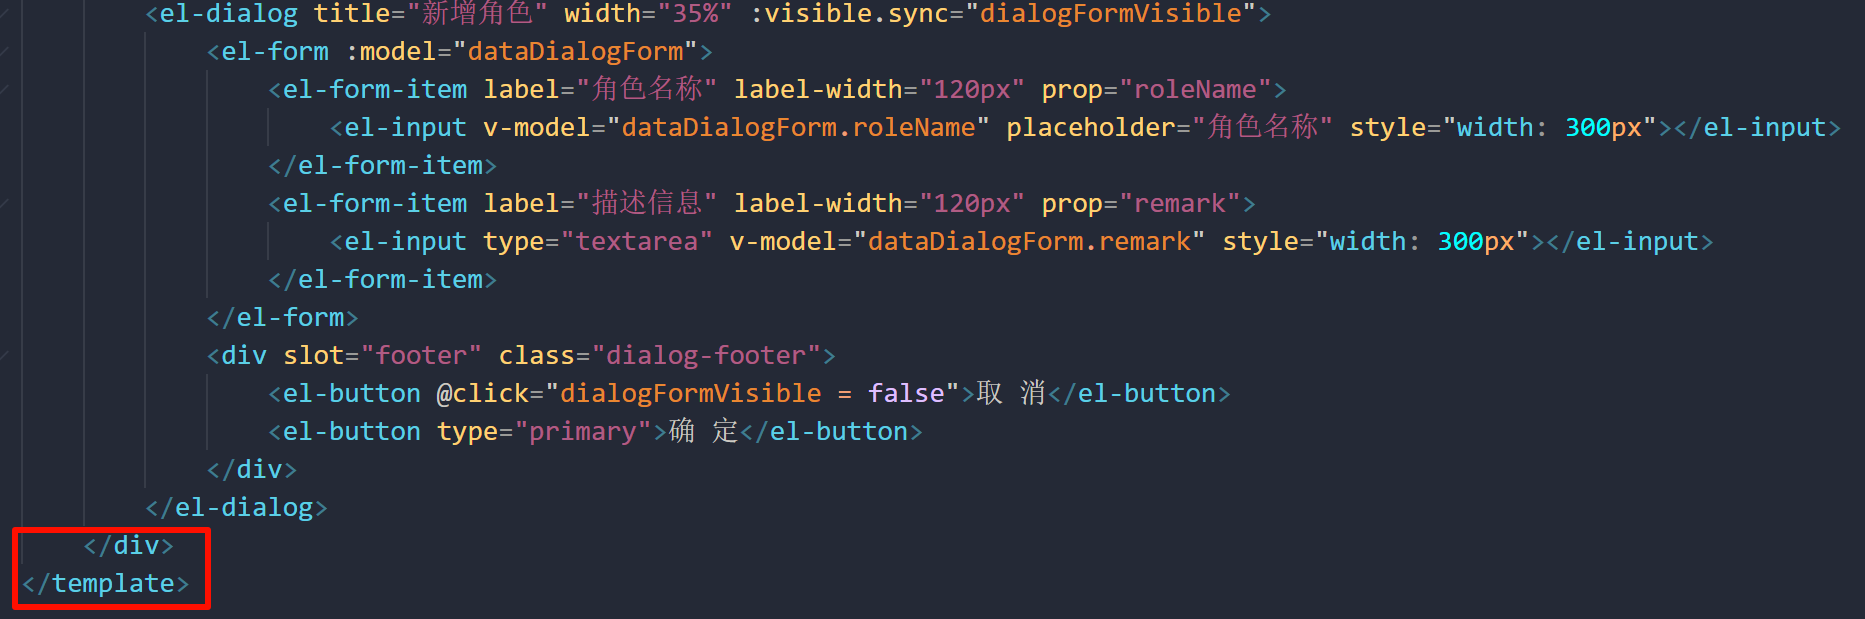 <el-dialog title="新增角色" width="35%" :visible.sync="dialogFormVisible">
<el-form :model="dataDialogForm">
<el-form-item label="角色名称" label-width="120px" prop="roleName">
<el-input v-model="dataDialogForm.roleName" placeholder="角色名称" style="width: 300px"></el-input>
</el-form-item>
<el-form-item label="描述信息" label-width="120px" prop="remark">
<el-input type="textarea" v-model="dataDialogForm.remark" style="width: 300px"></el-input>
</el-form-item>
</el-form>
<div slot="footer" class="dialog-footer">
<el-button @click="dialogFormVisible = false">取 消</el-button>
<el-button type="primary">确 定</el-button>
</div>
</el-dialog>
</div>
</template>